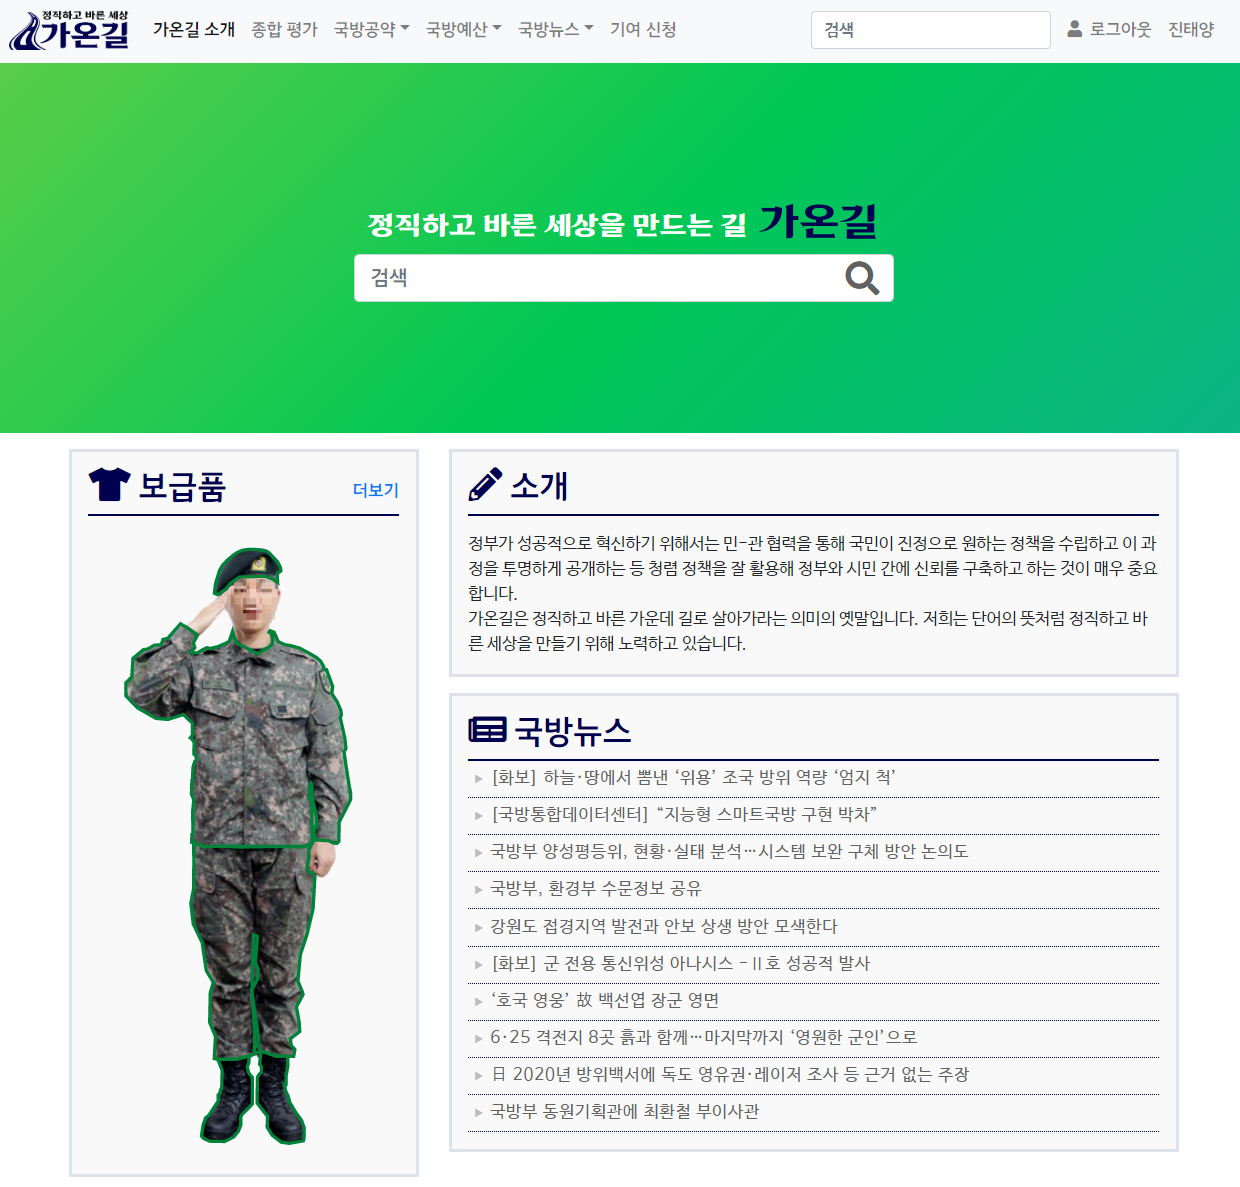 정직하고 바른 세상
가온길
가온길 소개 종합 평가 국방공약 국방예산 국방뉴스 기여 신청 검색 로그아웃 진태양
정직하고 바른 세상을 만드는 길 가온길
검색
보급품 더보기
소개
정부가 성공적으로 혁신하기 위해서는 민-관 협력을 통해 국민이 진정으로 원하는 정책을 수립하고 이 과
정을 투명하게 공개하는 등 청렴 정책을 잘 활용해 정부와 시민 간에 신뢰를 구축하고 하는 것이 매우 중요
합니다.
가온길은 정직하고 바른 가운데 길로 살아가라는 의미의 옛말입니다. 저희는 단어의 뜻처럼 정직하고 바
른 세상을 만들기 위해 노력하고 있습니다.
국방뉴스
[화보] 하늘·땅에서 뽐낸 ‘위용’ 조국 방위 역량 ‘엄지 척’
[국방통합데이터센터] “지능형 스마트국방 구현 박차”
국방부 양성평등위, 현황·실태 분석…시스템 보완 구체 방안 논의도
국방부, 환경부 수문정보 공유
강원도 접경지역 발전과 안보 상생 방안 모색한다
[화보] 군 전용 통신위성 아나시스 -Ⅱ호 성공적 발사
‘호국 영웅’ 故 백선엽 장군 영면
6·25 격전지 8곳 흙과 함께…마지막까지 ‘영원한 군인’으로
日 2020년 방위백서에 독도 영유권·레이저 조사 등 근거 없는 주장
국방부 동원기획관에 최환철 부이사관